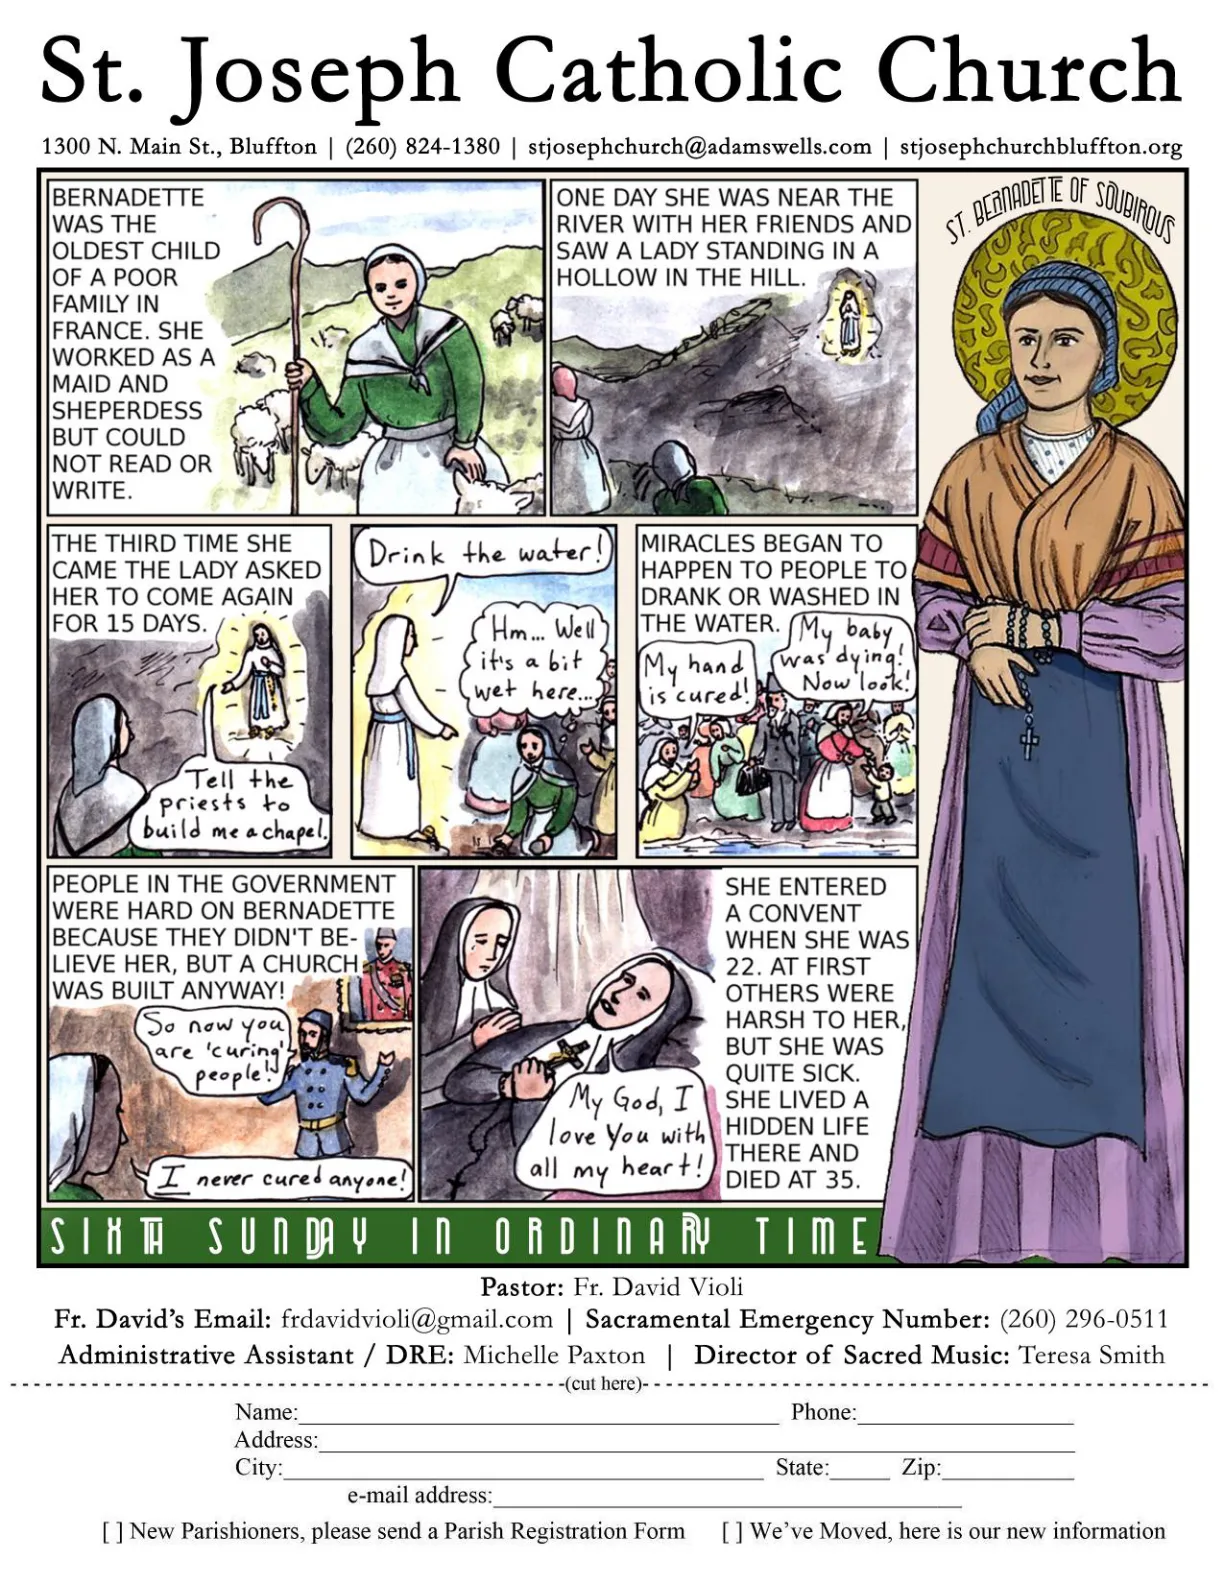 St. Joseph Catholic Church
1300 N. Main St., Bluffton | (260) 824-1380 | stjosephchurch@adamswells.com | stjosephchurchbluffton.org
BERNADETTE
WAS THE
OLDEST CHILD
OF A POOR
FAMILY IN
FRANCE. SHE
WORKED AS A
MAID AND
SHEPERDESS
BUT COULD
NOT READ OR
WRITE.
ONE DAY SHE WAS NEAR THE
RIVER WITH HER FRIENDS AND
SAW A LADY STANDING IN A
HOLLOW IN THE HILL.
ST. BERNADETTE OF SOUBIROUS
THE THIRD TIME SHE
CAME THE LADY ASKED
HER TO COME AGAIN
FOR 15 DAYS.
Tell the
priests to
build me a chapel.
Drink the water!
Hm... Well
it's a bit
wet here...
MIRACLES BEGAN TO
HAPPEN TO PEOPLE TO
DRANK OR WASHED IN
THE WATER.
My hand
is cured!
My baby
was dying!
Now look!
PEOPLE IN THE GOVERNMENT
WERE HARD ON BERNADETTE
BECAUSE THEY DIDN'T BE-
LIEVE HER, BUT A CHURCH
WAS BUILT ANYWAY!
So now you
are 'curing'
people!
I never cured anyone!
My God, I
love You with
all my heart!
SHE ENTERED
A CONVENT
WHEN SHE WAS
22. AT FIRST
OTHERS WERE
HARSH TO HER,
BUT SHE WAS
QUITE SICK.
SHE LIVED A
HIDDEN LIFE
THERE AND
DIED AT 35.
SIXTH SUNDAY IN ORDINARY TIME
Pastor: Fr. David Violi
Fr. David's Email: frdavidvioli@gmail.com | Sacramental Emergency Number: (260) 296-0511
Administrative Assistant / DRE: Michelle Paxton | Director of Sacred Music: Teresa Smith
(cut here)
Name: Phone:
Address:
City: State: Zip:
e-mail address:
[ ] New Parishioners, please send a Parish Registration Form [ ] We've Moved, here is our new information